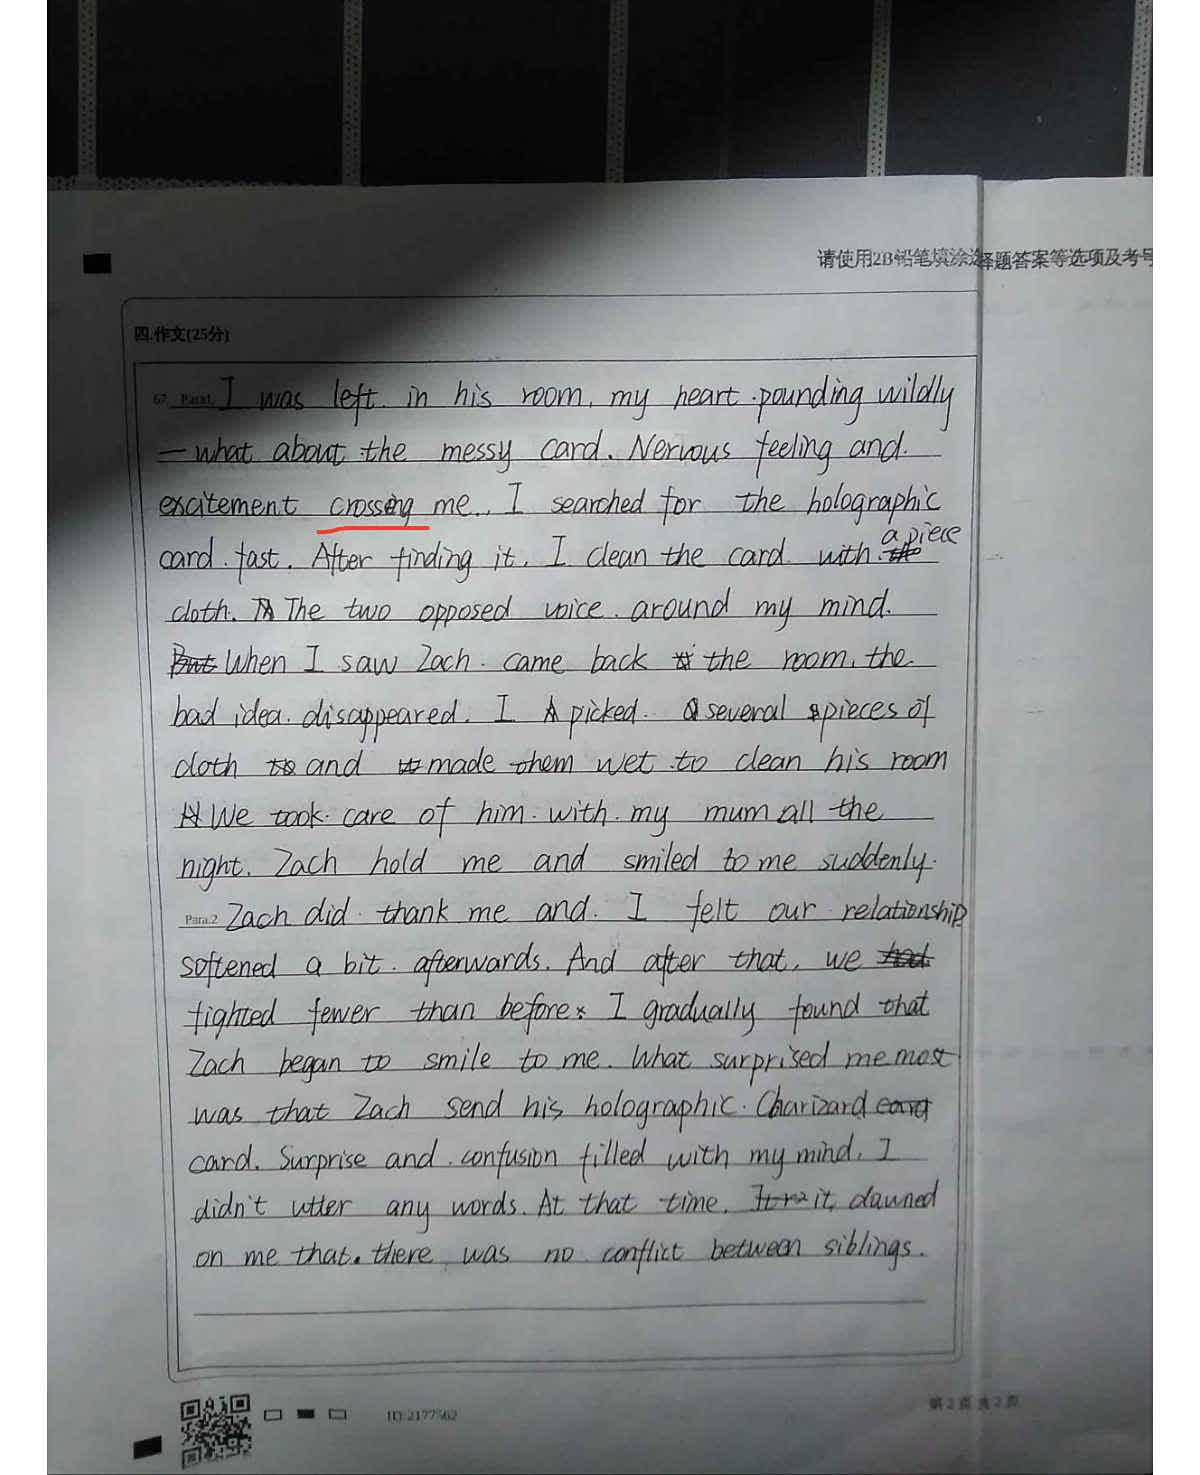 请使用2B铅笔填涂选择题答案等选项及考号
四.作文(25分)
67. Para1. I was left in his room, my heart pounding wildly
— what about the messy card. Nervous feeling and
excitement crossing me, I searched for the holographic
card fast. After finding it, I clean the card with a piece
cloth. The two opposed voice around my mind.
When I saw Zach came back the room, the
bad idea disappeared. I picked several pieces of
cloth and made them wet to clean his room
We took care of him with my mum all the
night. Zach hold me and smiled to me suddenly.
Para.2 Zach did thank me and I felt our relationship
softened a bit afterwards. And after that, we
fighted fewer than before. I gradually found that
Zach began to smile to me. What surprised me most
was that Zach send his holographic Charizard
card. Surprise and confusion filled with my mind. I
didn't utter any words. At that time, it dawned
on me that there was no conflict between siblings.
第2页 共2页
ID:2177562